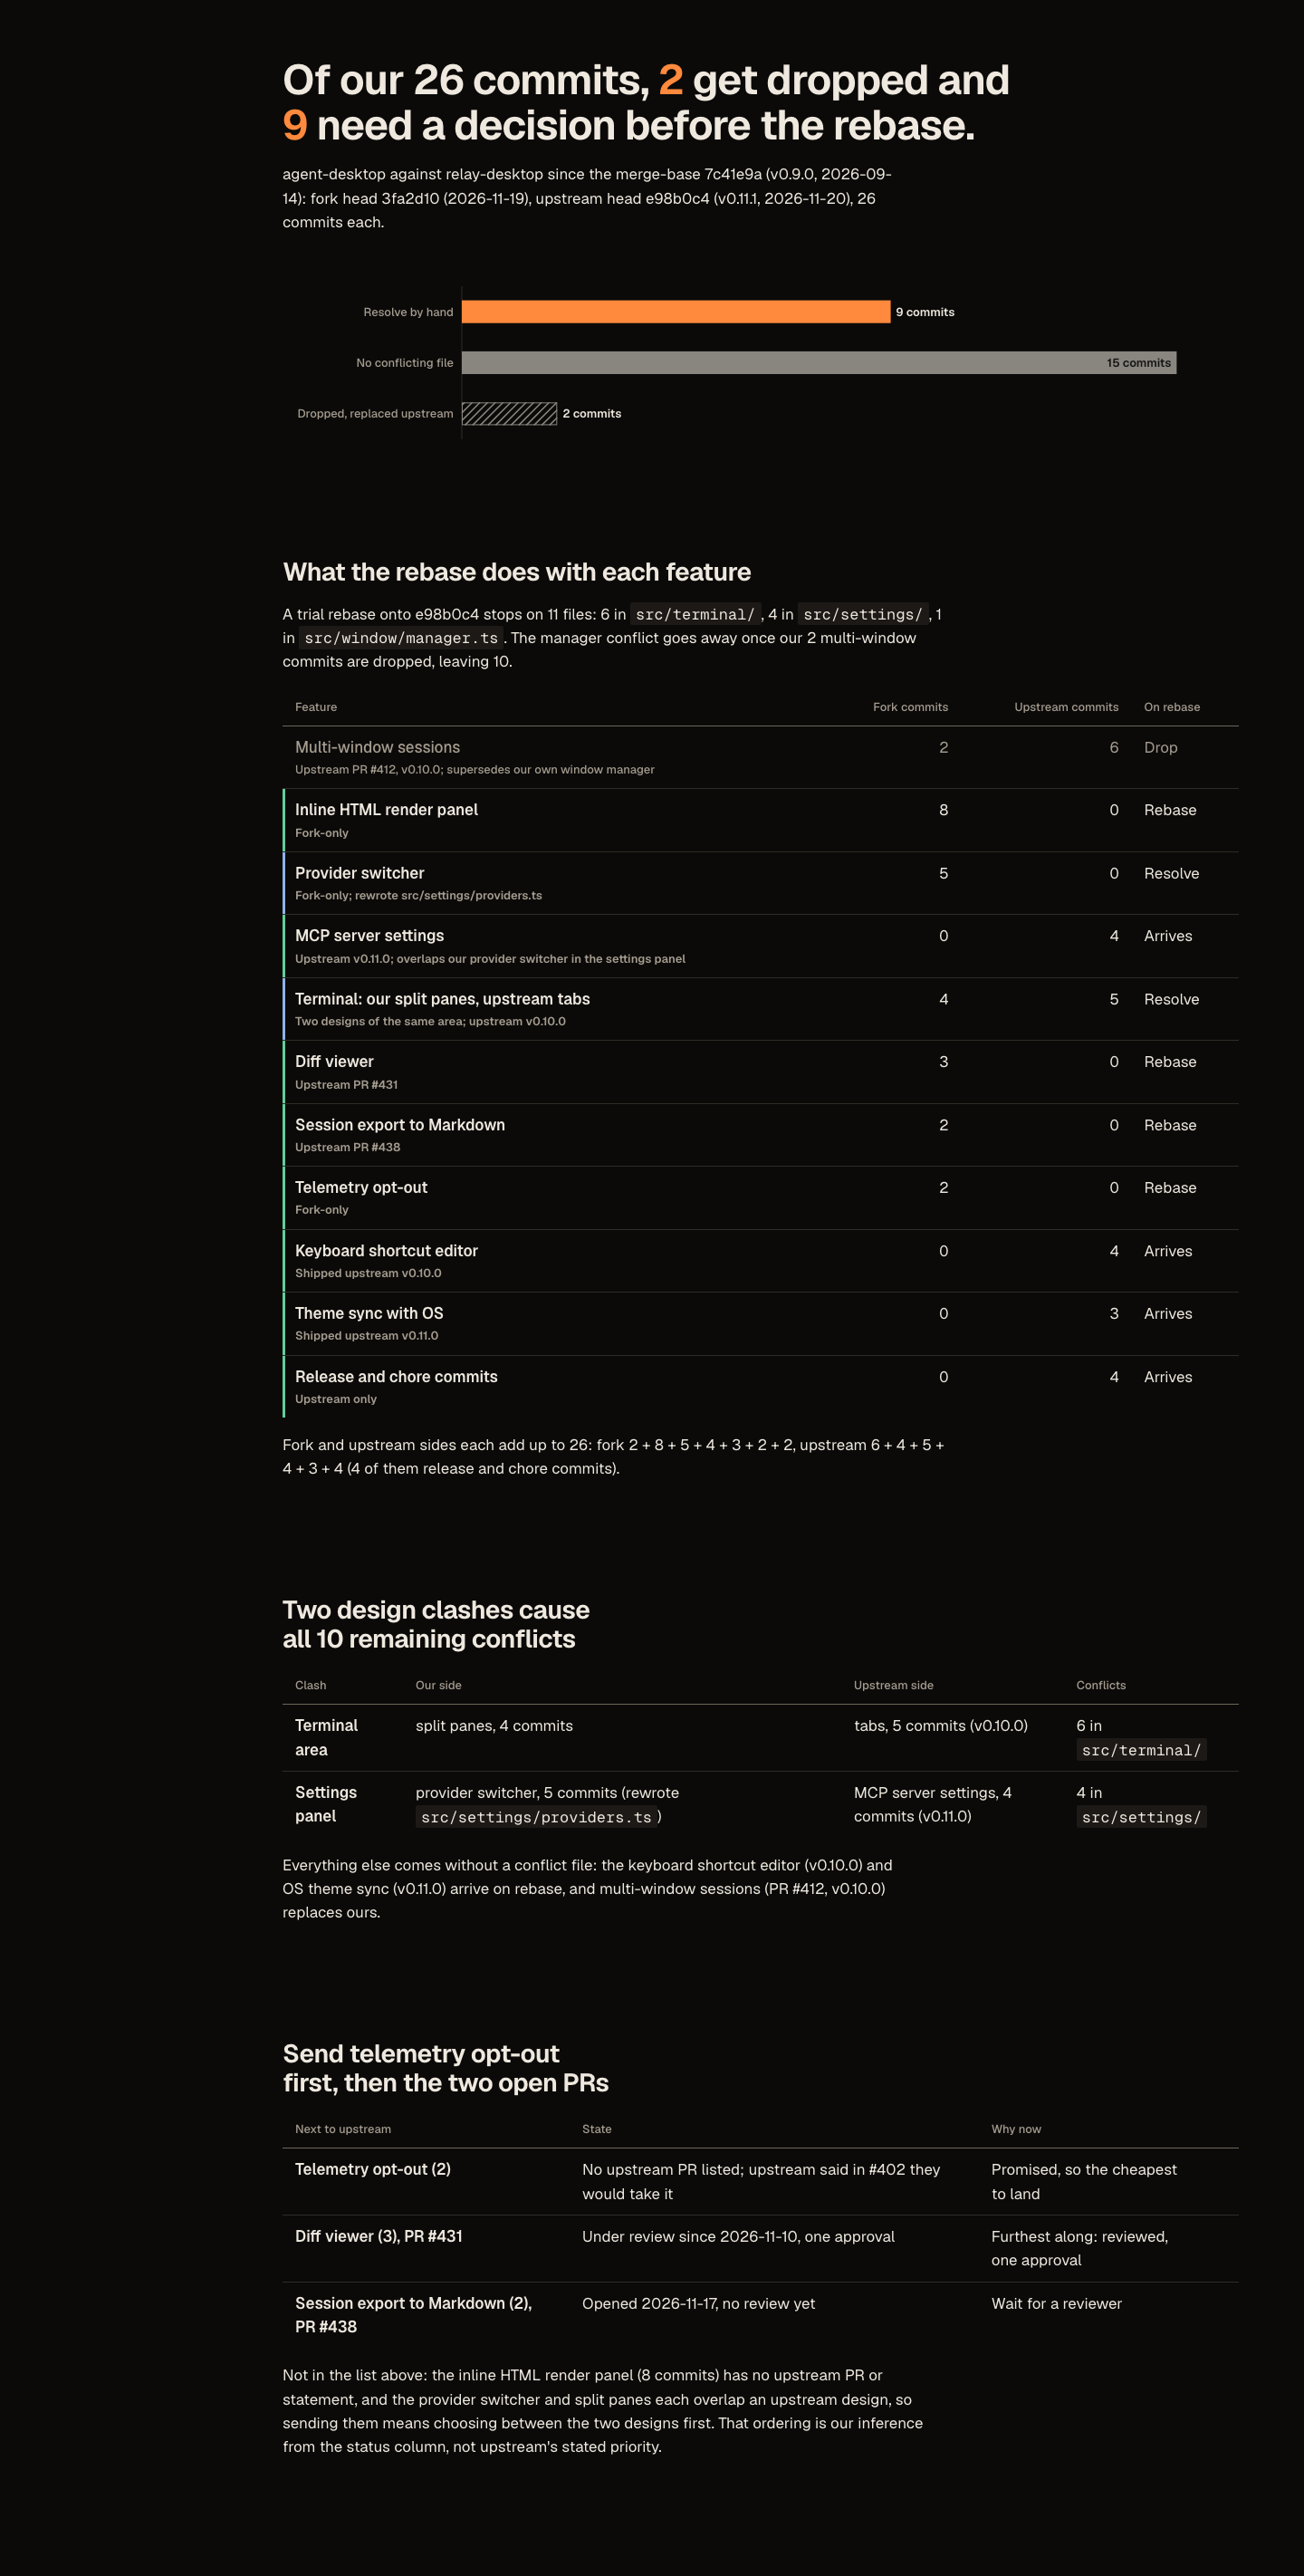 Of our 26 commits, 2 get dropped and
9 need a decision before the rebase.
agent-desktop against relay-desktop since the merge-base 7c41e9a (v0.9.0, 2026-09-
14): fork head 3fa2d10 (2026-11-19), upstream head e98b0c4 (v0.11.1, 2026-11-20), 26
commits each.
Resolve by hand 9 commits
No conflicting file 15 commits
Dropped, replaced upstream 2 commits
What the rebase does with each feature
A trial rebase onto e98b0c4 stops on 11 files: 6 in src/terminal/, 4 in src/settings/, 1
in src/window/manager.ts. The manager conflict goes away once our 2 multi-window
commits are dropped, leaving 10.
Feature Fork commits Upstream commits On rebase
Multi-window sessions 2 6 Drop
Upstream PR #412, v0.10.0; supersedes our own window manager
Inline HTML render panel 8 0 Rebase
Fork-only
Provider switcher 5 0 Resolve
Fork-only; rewrote src/settings/providers.ts
MCP server settings 0 4 Arrives
Upstream v0.11.0; overlaps our provider switcher in the settings panel
Terminal: our split panes, upstream tabs 4 5 Resolve
Two designs of the same area; upstream v0.10.0
Diff viewer 3 0 Rebase
Upstream PR #431
Session export to Markdown 2 0 Rebase
Upstream PR #438
Telemetry opt-out 2 0 Rebase
Fork-only
Keyboard shortcut editor 0 4 Arrives
Shipped upstream v0.10.0
Theme sync with OS 0 3 Arrives
Shipped upstream v0.11.0
Release and chore commits 0 4 Arrives
Upstream only
Fork and upstream sides each add up to 26: fork 2 + 8 + 5 + 4 + 3 + 2 + 2, upstream 6 + 4 + 5 +
4 + 3 + 4 (4 of them release and chore commits).
Two design clashes cause
all 10 remaining conflicts
Clash Our side Upstream side Conflicts
Terminal split panes, 4 commits tabs, 5 commits (v0.10.0) 6 in
area src/terminal/
Settings provider switcher, 5 commits (rewrote MCP server settings, 4 4 in
panel src/settings/providers.ts) commits (v0.11.0) src/settings/
Everything else comes without a conflict file: the keyboard shortcut editor (v0.10.0) and
OS theme sync (v0.11.0) arrive on rebase, and multi-window sessions (PR #412, v0.10.0)
replaces ours.
Send telemetry opt-out
first, then the two open PRs
Next to upstream State Why now
Telemetry opt-out (2) No upstream PR listed; upstream said in #402 they Promised, so the cheapest
would take it to land
Diff viewer (3), PR #431 Under review since 2026-11-10, one approval Furthest along: reviewed,
one approval
Session export to Markdown (2), Opened 2026-11-17, no review yet Wait for a reviewer
PR #438
Not in the list above: the inline HTML render panel (8 commits) has no upstream PR or
statement, and the provider switcher and split panes each overlap an upstream design, so
sending them means choosing between the two designs first. That ordering is our inference
from the status column, not upstream's stated priority.